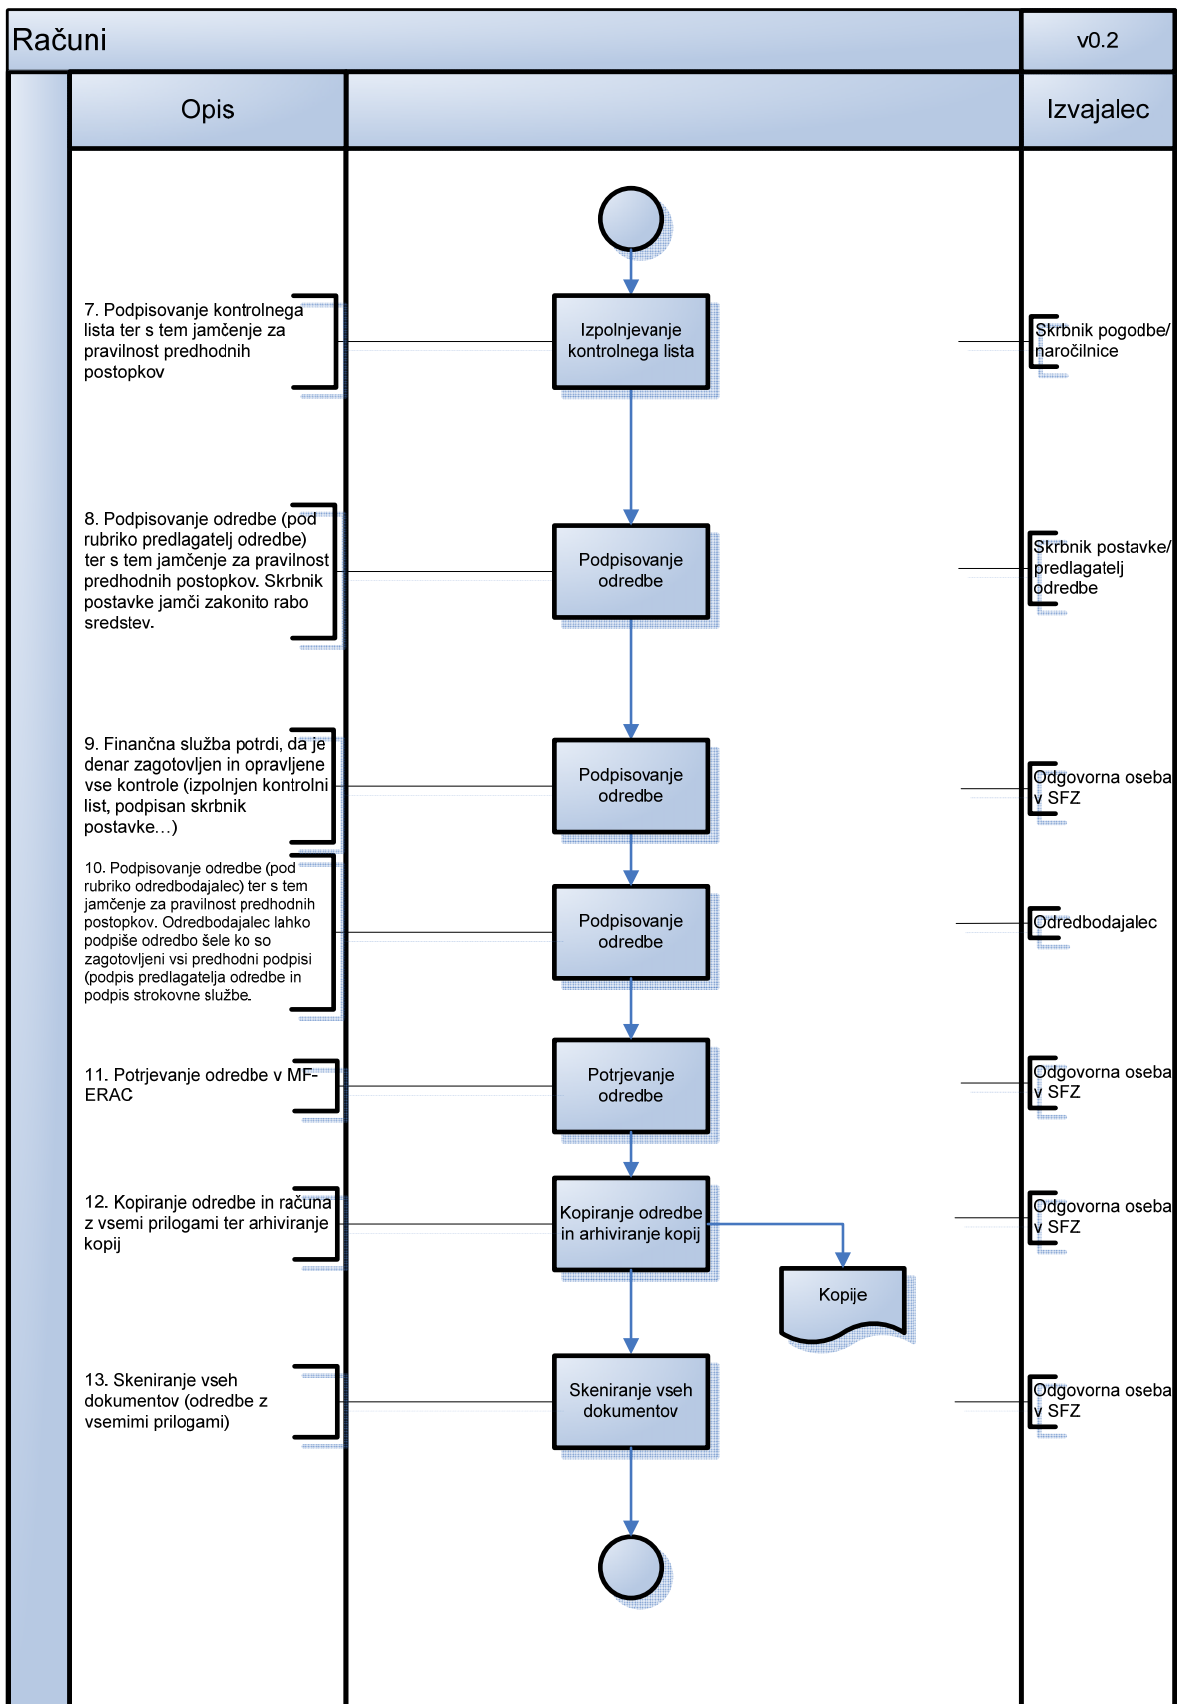 Računi
v0.2
Opis
Izvajalec
7. Podpisovanje kontrolnega
lista ter s tem jamčenje za
pravilnost predhodnih
postopkov
Izpolnjevanje
kontrolnega lista
Skrbnik pogodbe/
naročilnice
8. Podpisovanje odredbe (pod
rubriko predlagatelj odredbe)
ter s tem jamčenje za pravilnost
predhodnih postopkov. Skrbnik
postavke jamči zakonito rabo
sredstev.
Podpisovanje
odredbe
Skrbnik postavke/
predlagatelj
odredbe
9. Finančna služba potrdi, da je
denar zagotovljen in opravljene
vse kontrole (izpolnjen kontrolni
list, podpisan skrbnik
postavke…)
Podpisovanje
odredbe
Odgovorna oseba
v SFZ
10. Podpisovanje odredbe (pod
rubriko odredbodajalec) ter s tem
jamčenje za pravilnost predhodnih
postopkov. Odredbodajalec lahko
podpiše odredbo šele ko so
zagotovljeni vsi predhodni podpisi
(podpis predlagatelja odredbe in
podpis strokovne službe.
Podpisovanje
odredbe
Odredbodajalec
11. Potrjevanje odredbe v MF-
ERAC
Potrjevanje
odredbe
Odgovorna oseba
v SFZ
12. Kopiranje odredbe in računa
z vsemi prilogami ter arhiviranje
kopij
Kopiranje odredbe
in arhiviranje kopij
Odgovorna oseba
v SFZ
Kopije
13. Skeniranje vseh
dokumentov (odredbe z
vsemimi prilogami)
Skeniranje vseh
dokumentov
Odgovorna oseba
v SFZ